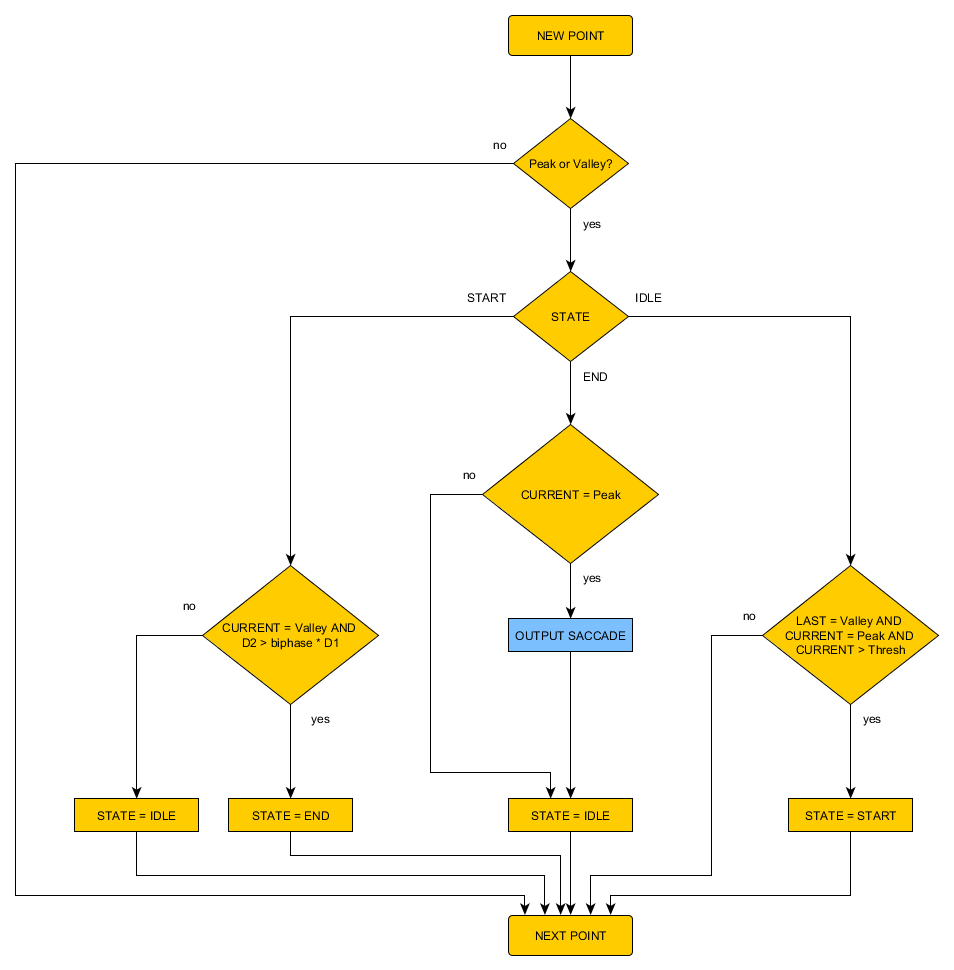 NEW POINT
no
Peak or Valley?
yes
START
IDLE
STATE
END
no
CURRENT = Peak
yes
no
CURRENT = Valley AND
D2 > biphase * D1
yes
OUTPUT SACCADE
no
LAST = Valley AND
CURRENT = Peak AND
CURRENT > Thresh
yes
STATE = IDLE
STATE = END
STATE = IDLE
STATE = START
NEXT POINT